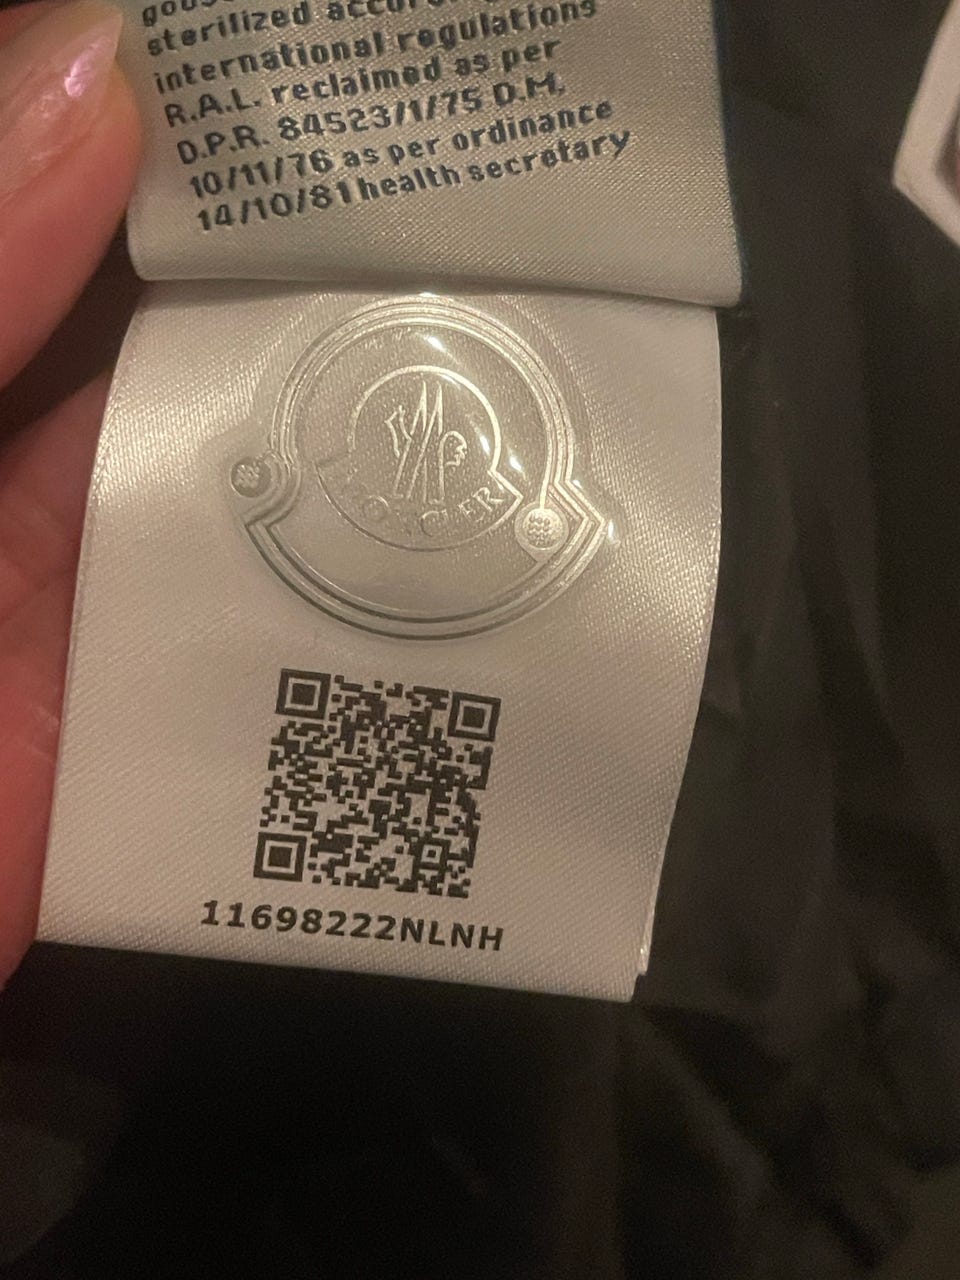 sterilized
international regulations
R.A.L. reclaimed as per
D.P.R. 84523/1/75 D.M.
10/11/76 as per ordinance
14/10/81 health secretary
MONCLER
11698222NLNH